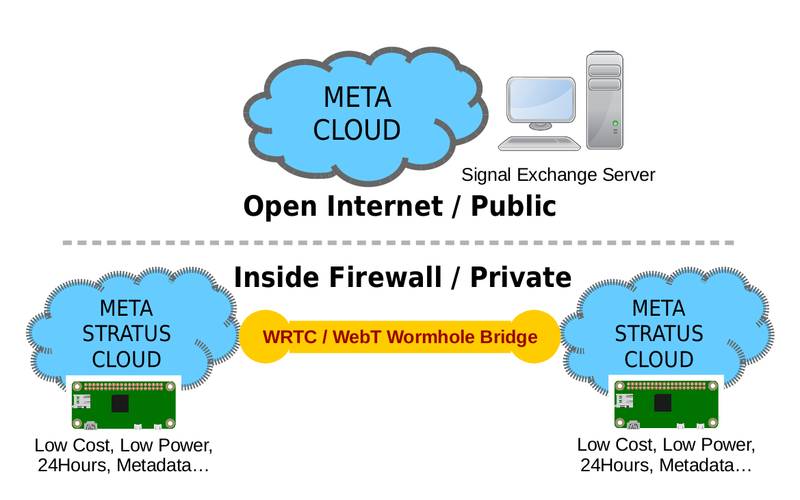 META
CLOUD
Signal Exchange Server
Open Internet / Public
Inside Firewall / Private
META
STRATUS
CLOUD
WRTC / WebT Wormhole Bridge
META
STRATUS
CLOUD
Low Cost, Low Power,
24Hours, Metadata…
Low Cost, Low Power,
24Hours, Metadata…